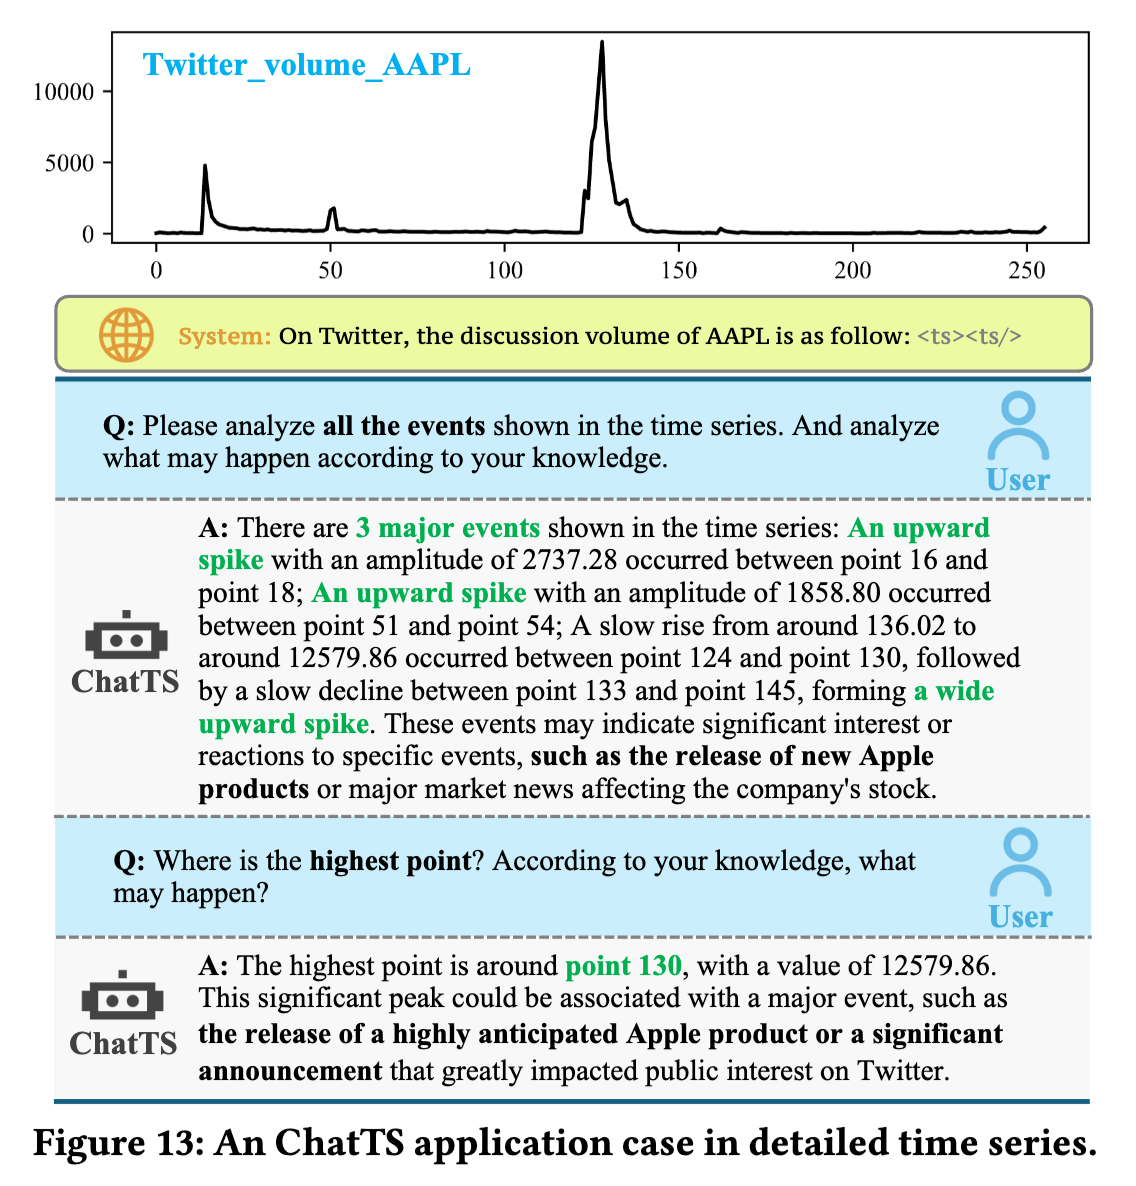 Twitter_volume_AAPL
10000
5000
0
0 50 100 150 200 250
System: On Twitter, the discussion volume of AAPL is as follow: <ts><ts/>
Q: Please analyze all the events shown in the time series. And analyze
what may happen according to your knowledge.
User
A: There are 3 major events shown in the time series: An upward
spike with an amplitude of 2737.28 occurred between point 16 and
point 18; An upward spike with an amplitude of 1858.80 occurred
between point 51 and point 54; A slow rise from around 136.02 to
around 12579.86 occurred between point 124 and point 130, followed
by a slow decline between point 133 and point 145, forming a wide
upward spike. These events may indicate significant interest or
reactions to specific events, such as the release of new Apple
products or major market news affecting the company's stock.
ChatTS
Q: Where is the highest point? According to your knowledge, what
may happen?
User
A: The highest point is around point 130, with a value of 12579.86.
This significant peak could be associated with a major event, such as
the release of a highly anticipated Apple product or a significant
announcement that greatly impacted public interest on Twitter.
ChatTS
Figure 13: An ChatTS application case in detailed time series.